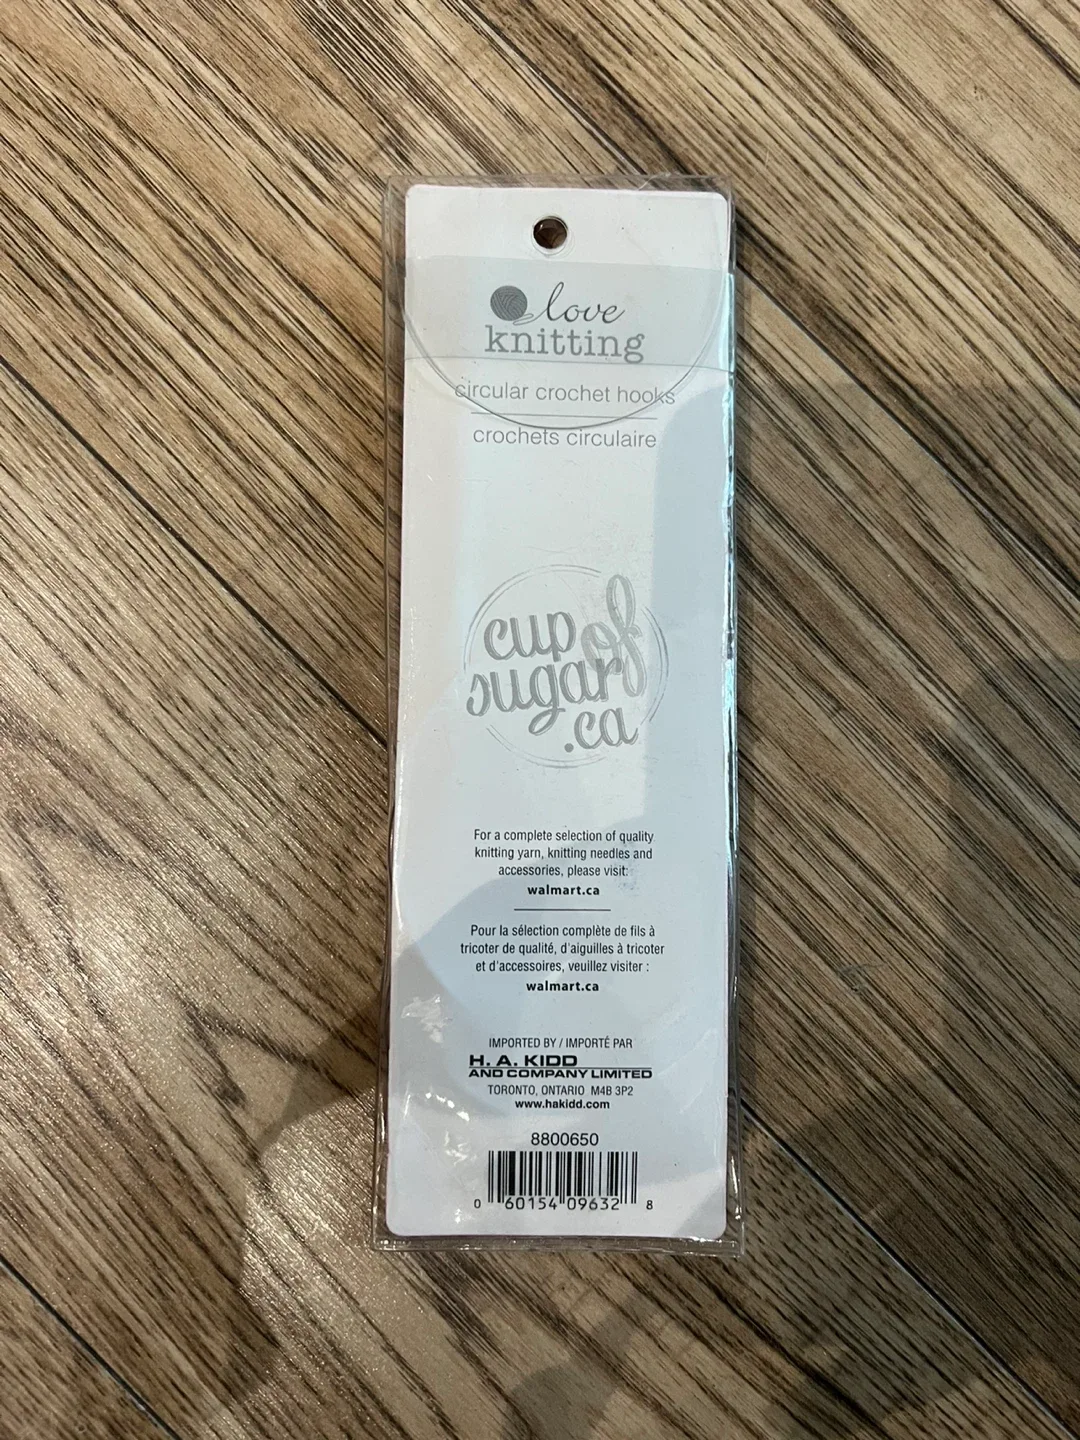 love
knitting
circular crochet hooks
crochets circulaire
cup of
sugar
.ca
For a complete selection of quality
knitting yarn, knitting needles and
accessories, please visit:
walmart.ca
Pour la sélection complète de fils à
tricoter de qualité, d'aiguilles à tricoter
et d'accessoires, veuillez visiter :
walmart.ca
IMPORTED BY / IMPORTÉ PAR
H. A. KIDD
AND COMPANY LIMITED
TORONTO, ONTARIO M4B 3P2
www.hakidd.com
8800650
0 60154 09632 8